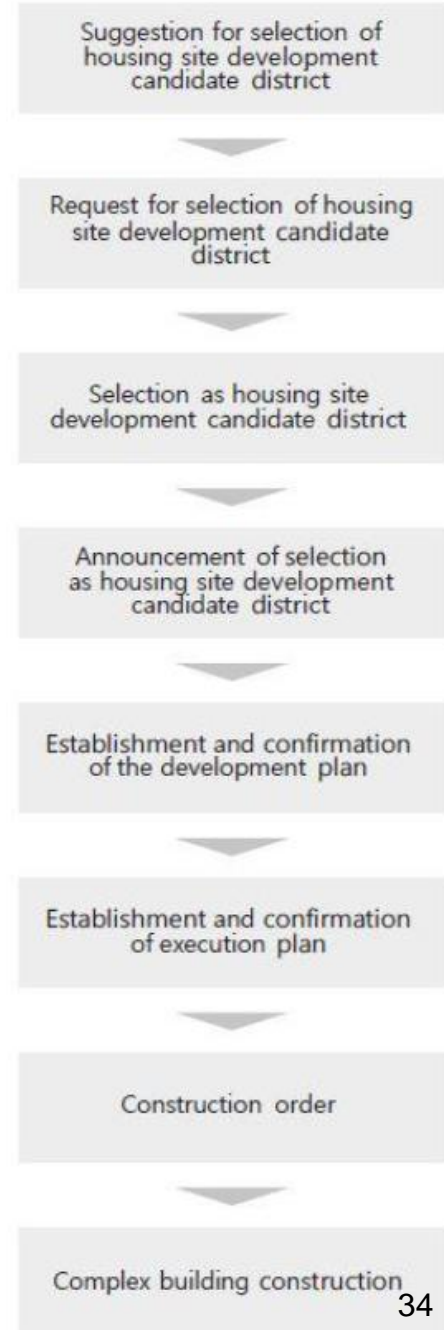 Suggestion for selection of
housing site development
candidate district
Request for selection of housing
site development candidate
district
Selection as housing site
development candidate district
Announcement of selection
as housing site development
candidate district
Establishment and confirmation
of the development plan
Establishment and confirmation
of execution plan
Construction order
Complex building construction
34